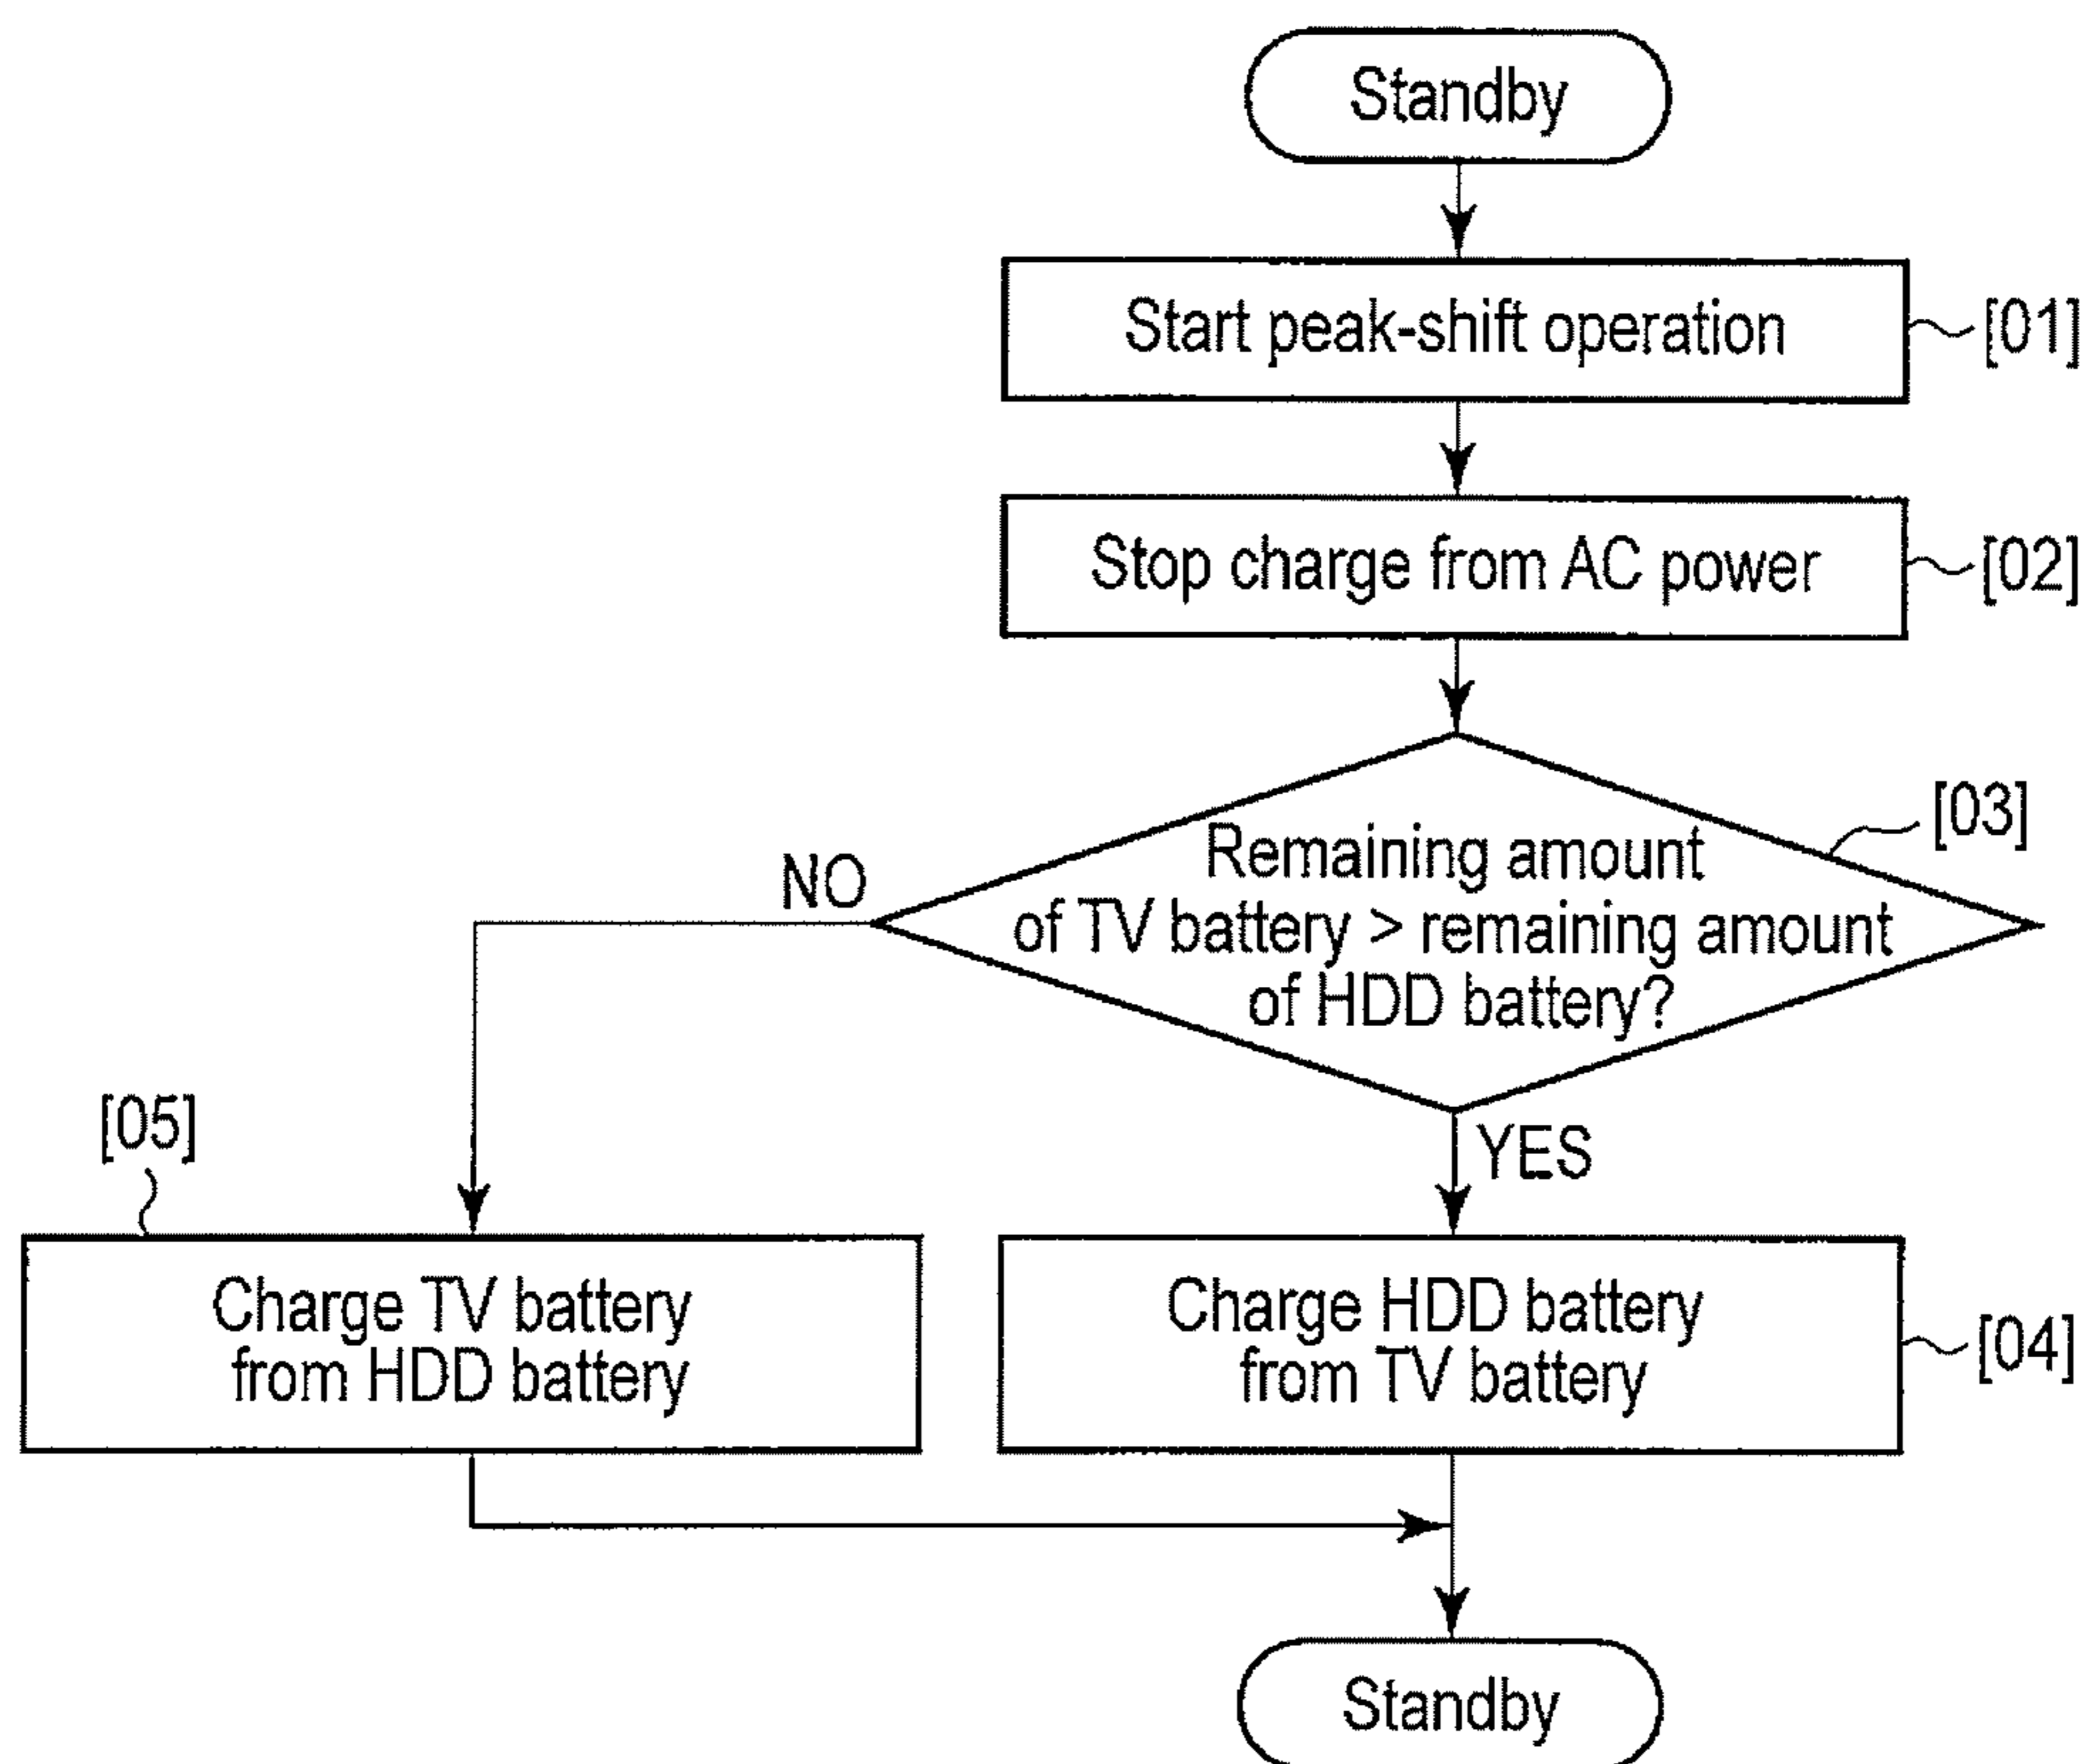 Standby
Start peak-shift operation
[01]
Stop charge from AC power
[02]
[03]
Remaining amount
of TV battery > remaining amount
of HDD battery?
NO
YES
[05]
Charge TV battery
from HDD battery
Charge HDD battery
from TV battery
[04]
Standby